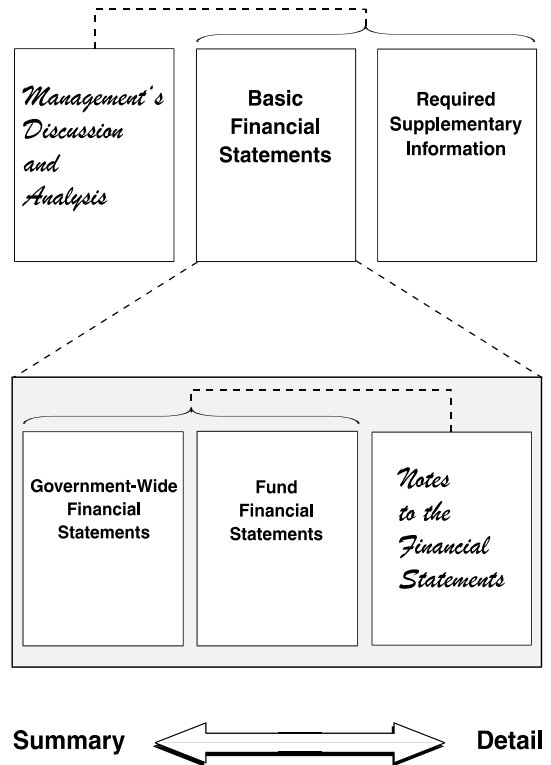 Management's
Discussion
and
Analysis
Basic
Financial
Statements
Required
Supplementary
Information
Government-Wide
Financial
Statements
Fund
Financial
Statements
Notes
to the
Financial
Statements
Summary
Detail